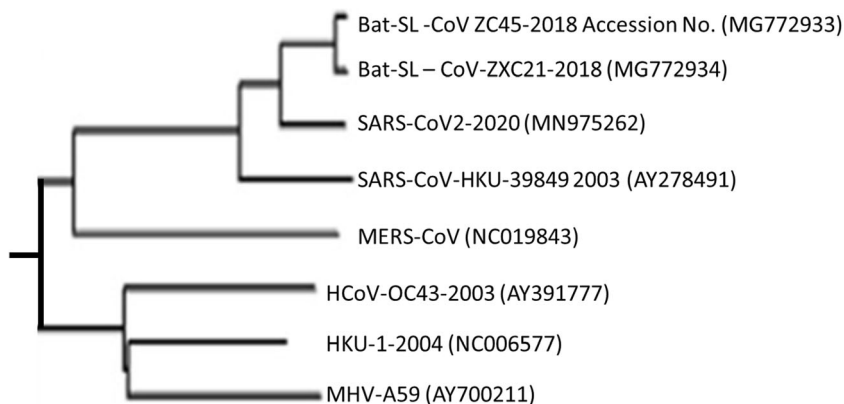 Bat-SL -CoV ZC45-2018 Accession No. (MG772933)
Bat-SL – CoV-ZXC21-2018 (MG772934)
SARS-CoV2-2020 (MN975262)
SARS-CoV-HKU-39849 2003 (AY278491)
MERS-CoV (NC019843)
HCoV-OC43-2003 (AY391777)
HKU-1-2004 (NC006577)
MHV-A59 (AY700211)